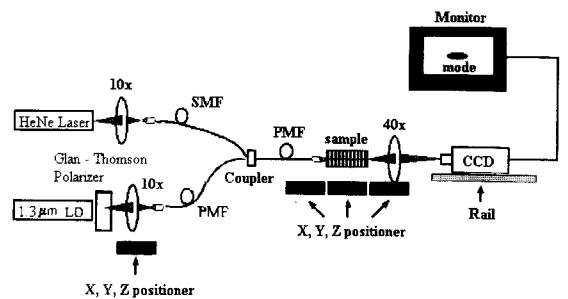 Monitor
mode
10x
SMF
HeNe Laser
PMF
sample
40x
CCD
Glan - Thomson
Polarizer
10x
Coupler
1.3μm LD
PMF
Rail
X, Y, Z positioner
X, Y, Z positioner